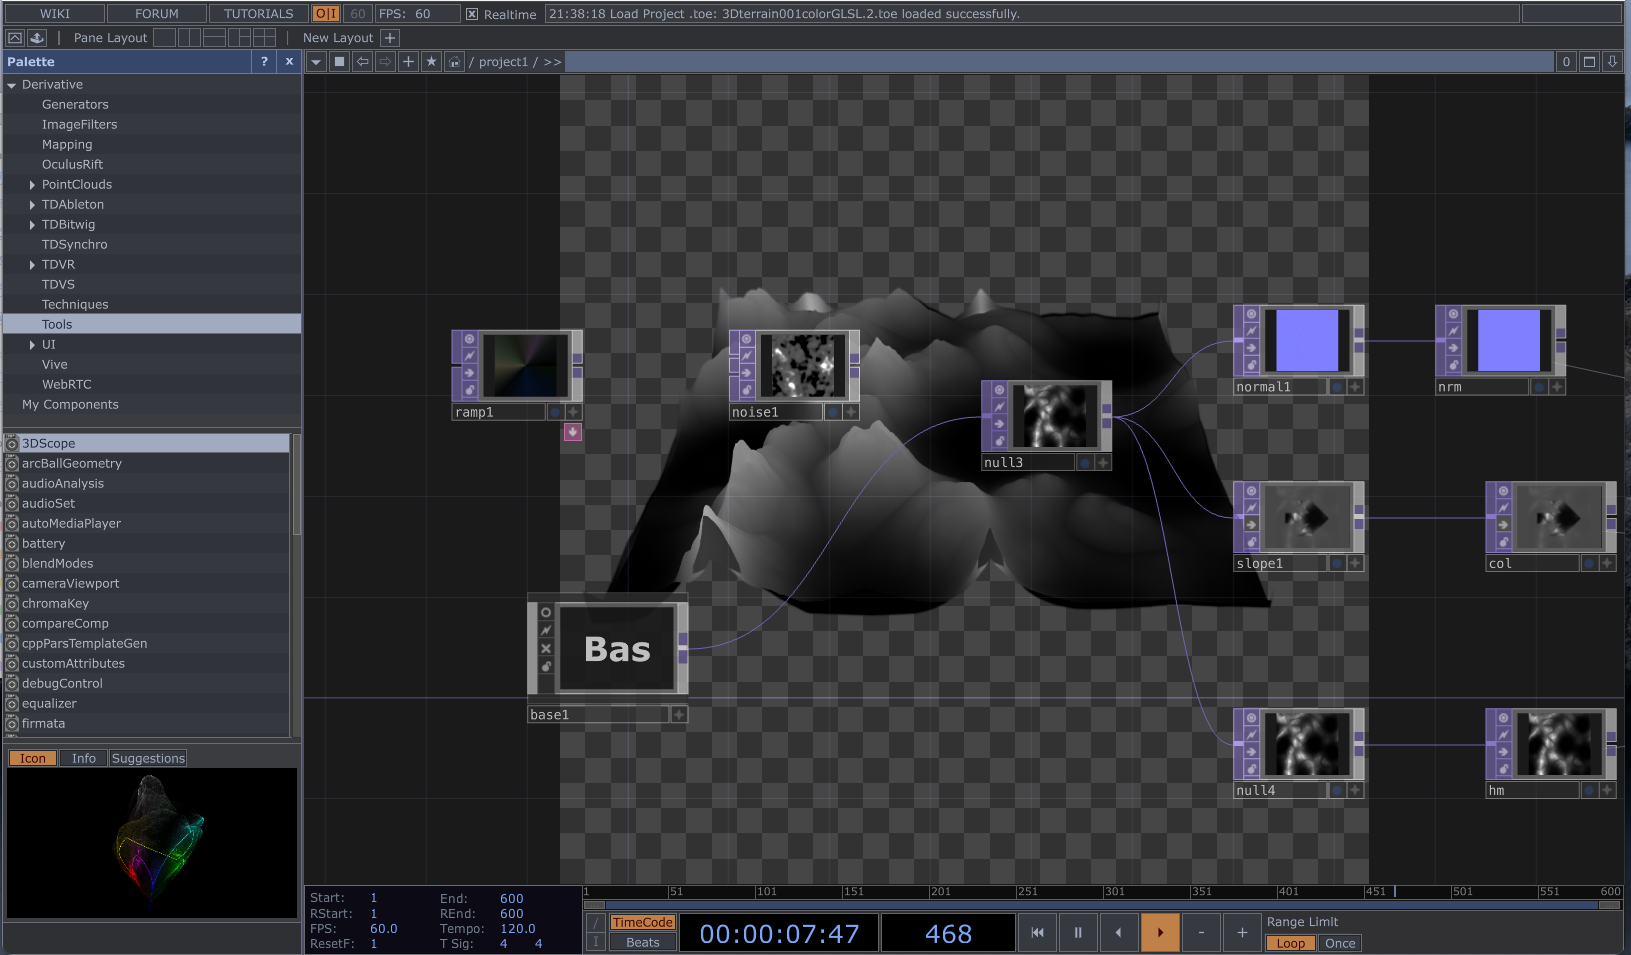 WIKI FORUM TUTORIALS O|I 60 FPS: 60 Realtime 21:38:18 Load Project .toe: 3Dterrain001colorGLSL.2.toe loaded successfully.
Pane Layout New Layout +
Palette ? x / project1 / >> 0
Derivative
Generators
ImageFilters
Mapping
OculusRift
PointClouds
TDAbleton
TDBitwig
TDSynchro
TDVR
TDVS
Techniques
Tools
UI
Vive
WebRTC
My Components
3DScope
arcBallGeometry
audioAnalysis
audioSet
autoMediaPlayer
battery
blendModes
cameraViewport
chromaKey
compareComp
cppParsTemplateGen
customAttributes
debugControl
equalizer
firmata
Icon Info Suggestions
ramp1
noise1
null3
normal1
nrm
slope1
col
Bas
base1
null4
hm
1 51 101 151 201 251 301 351 401 451 501 551 600
Start: 1 End: 600
RStart: 1 REnd: 600
FPS: 60.0 Tempo: 120.0
ResetF: 1 T Sig: 4 4
/ TimeCode
I Beats
00:00:07:47 468
- +
Range Limit
Loop Once